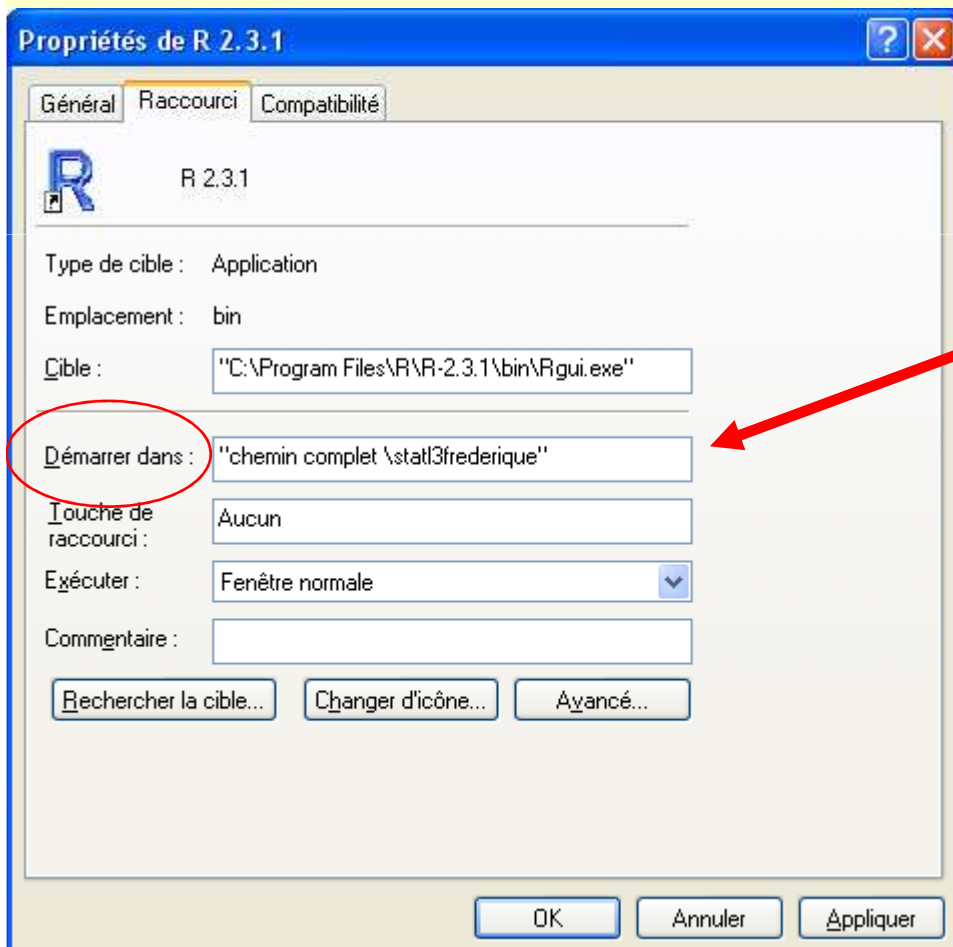 Propriétés de R 2.3.1
Général Raccourci Compatibilité
R 2.3.1
Type de cible : Application
Emplacement : bin
Cible : "C:\Program Files\R\R-2.3.1\bin\Rgui.exe"
Démarrer dans : "chemin complet \statl3frederique"
Touche de raccourci : Aucun
Exécuter : Fenêtre normale
Commentaire :
Rechercher la cible... Changer d'icône... Avancé...
OK Annuler Appliquer